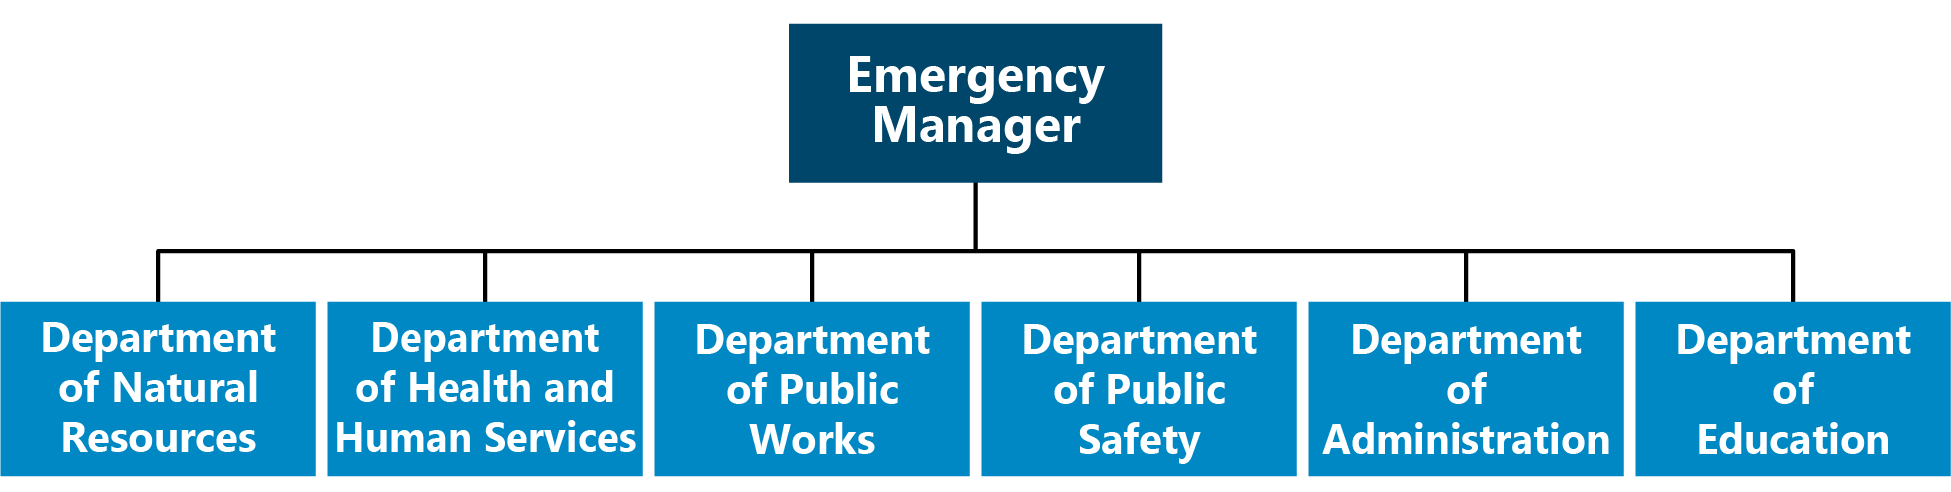 Emergency
Manager
Department
of Natural
Resources
Department
of Health and
Human Services
Department
of Public
Works
Department
of Public
Safety
Department
of
Administration
Department
of
Education